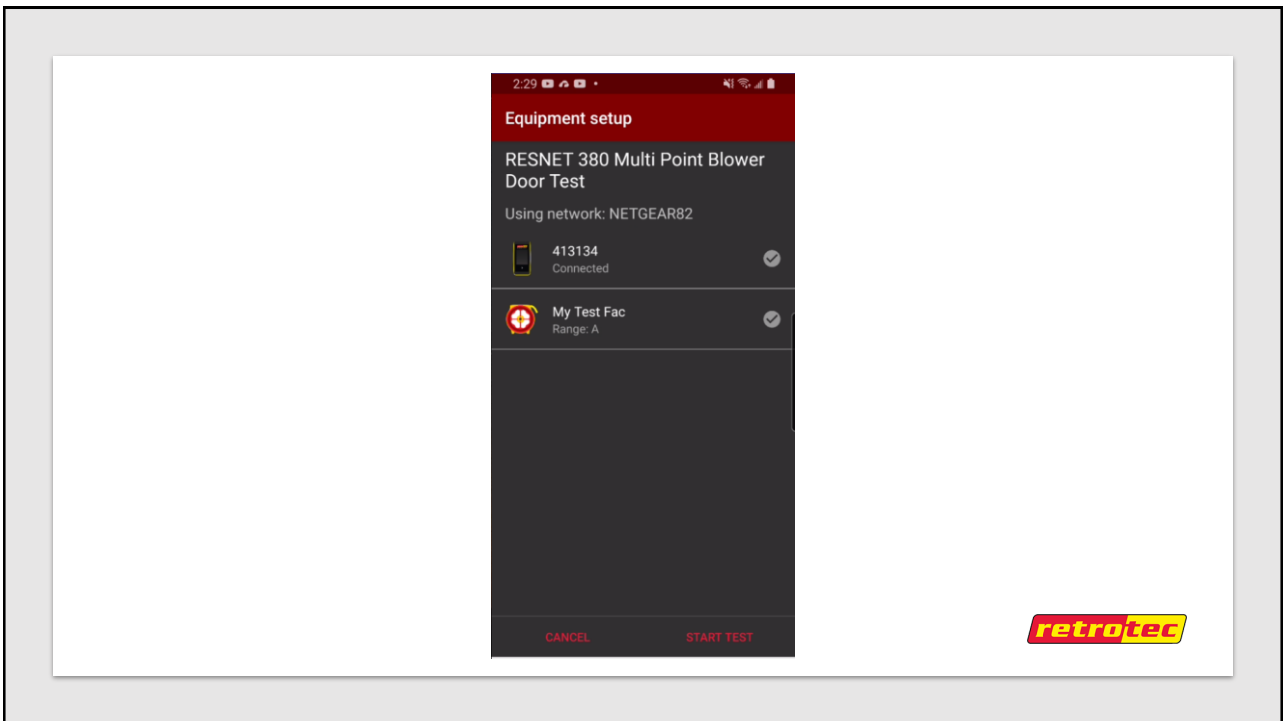 2:29
Equipment setup
RESNET 380 Multi Point Blower
Door Test
Using network: NETGEAR82
413134
Connected
My Test Fac
Range: A
CANCEL
START TEST
retrotec